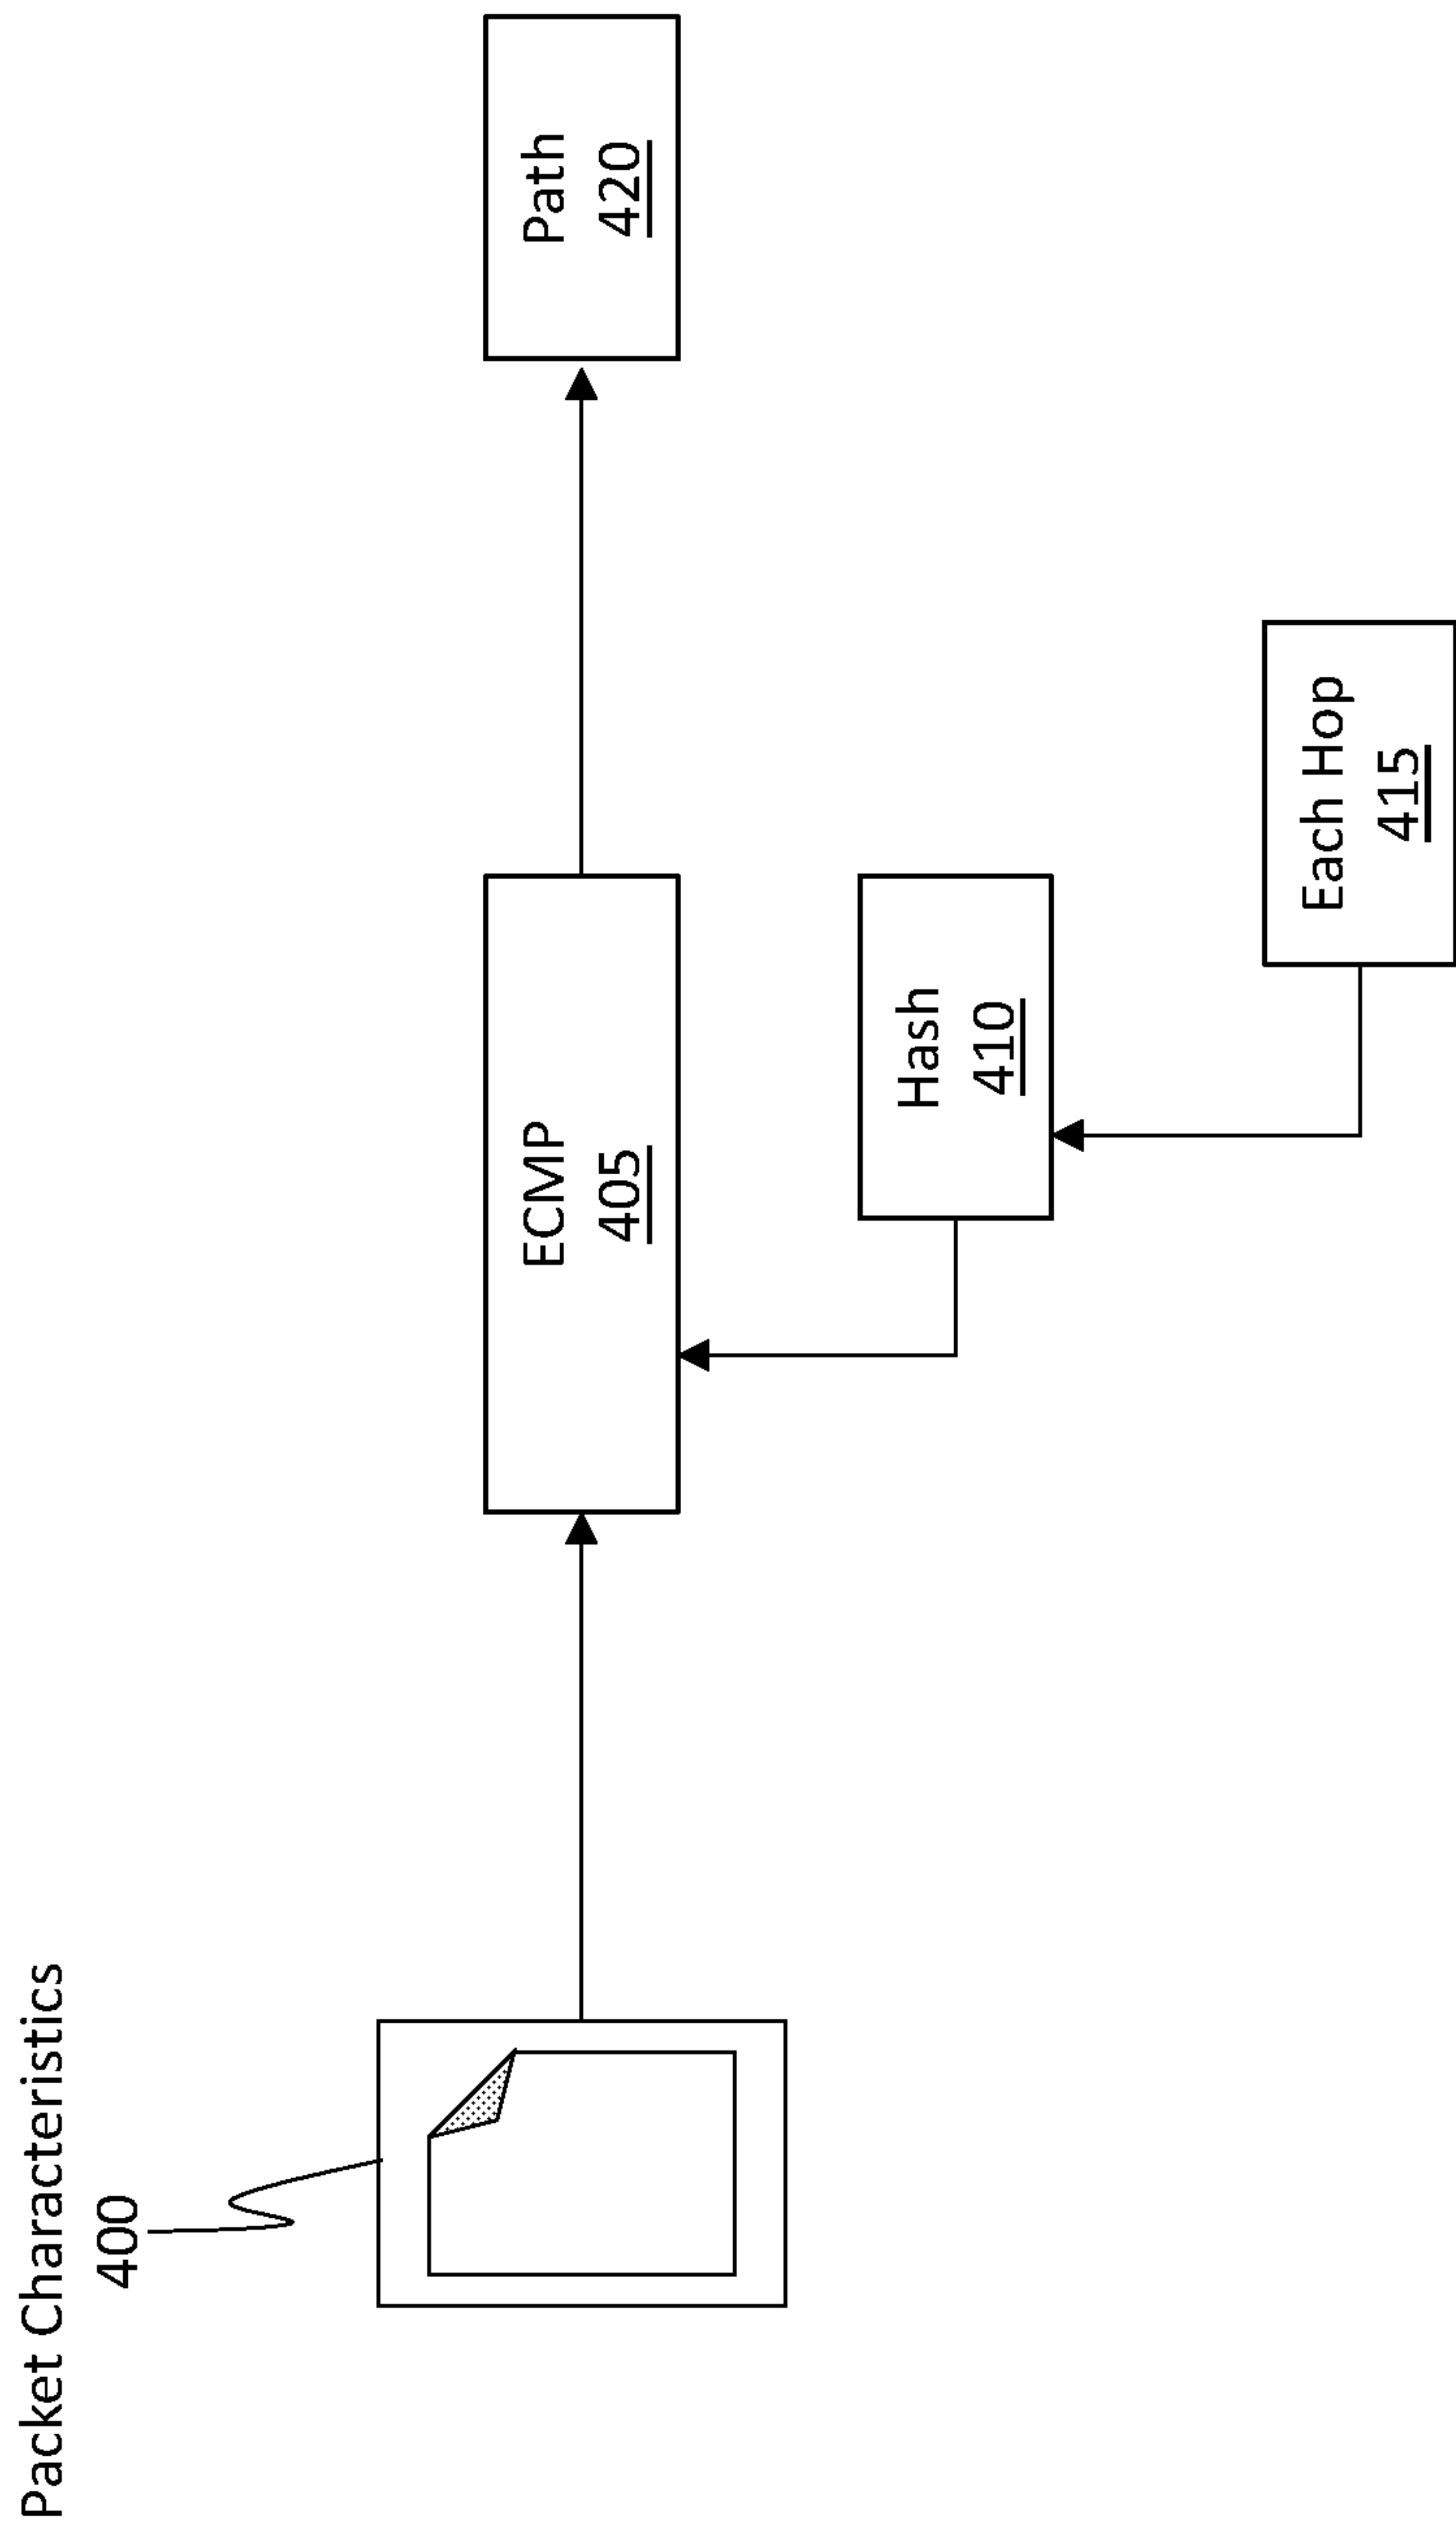 Packet Characteristics
400
ECMP
405
Path
420
Hash
410
Each Hop
415